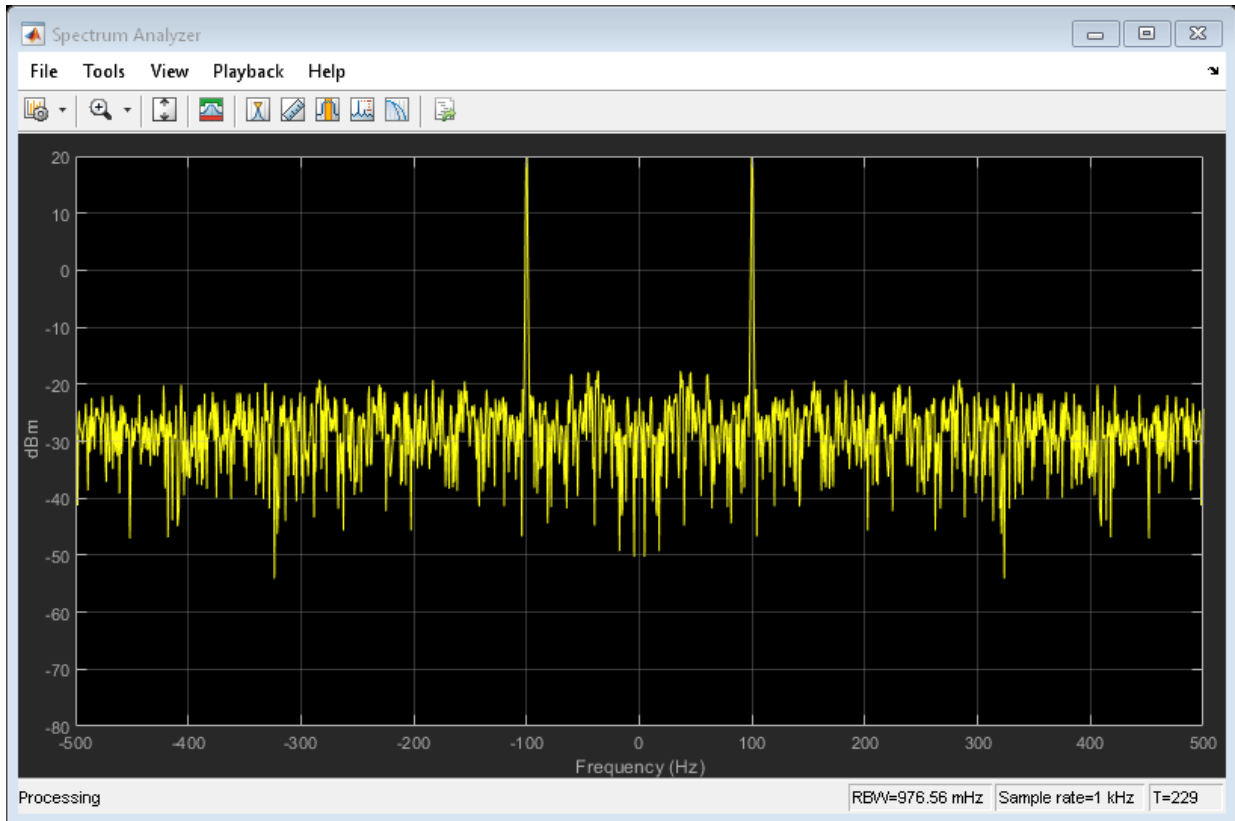 Spectrum Analyzer
File Tools View Playback Help
20
10
0
-10
-20
-30
-40
-50
-60
-70
-80
dBm
-500 -400 -300 -200 -100 0 100 200 300 400 500
Frequency (Hz)
Processing RBW=976.56 mHz Sample rate=1 kHz T=229